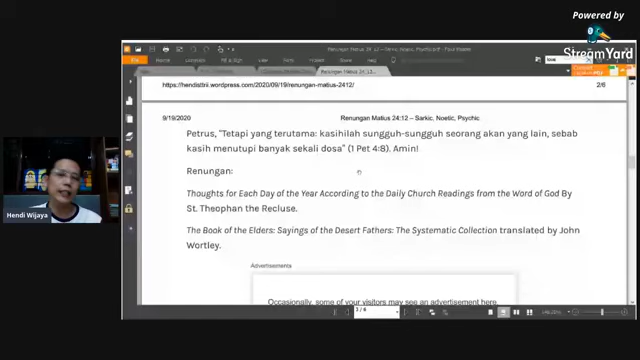 Powered by
StreamYard
https://hendistini.wordpress.com/2020/09/19/renungan-matius-2412/
2/6
9/19/2020
Renungan Matius 24:12 – Sarkic, Noetic, Psychic
Petrus, "Tetapi yang terutama: kasihilah sungguh-sungguh seorang akan yang lain, sebab
kasih menutupi banyak sekali dosa" (1 Pet 4:8). Amin!
Renungan:
Thoughts for Each Day of the Year According to the Daily Church Readings from the Word of God By
St. Theophan the Recluse.
The Book of the Elders: Sayings of the Desert Fathers: The Systematic Collection translated by John
Wortley.
Advertisements
Occasionally, some of your visitors may see an advertisement here.
Hendi Wijaya